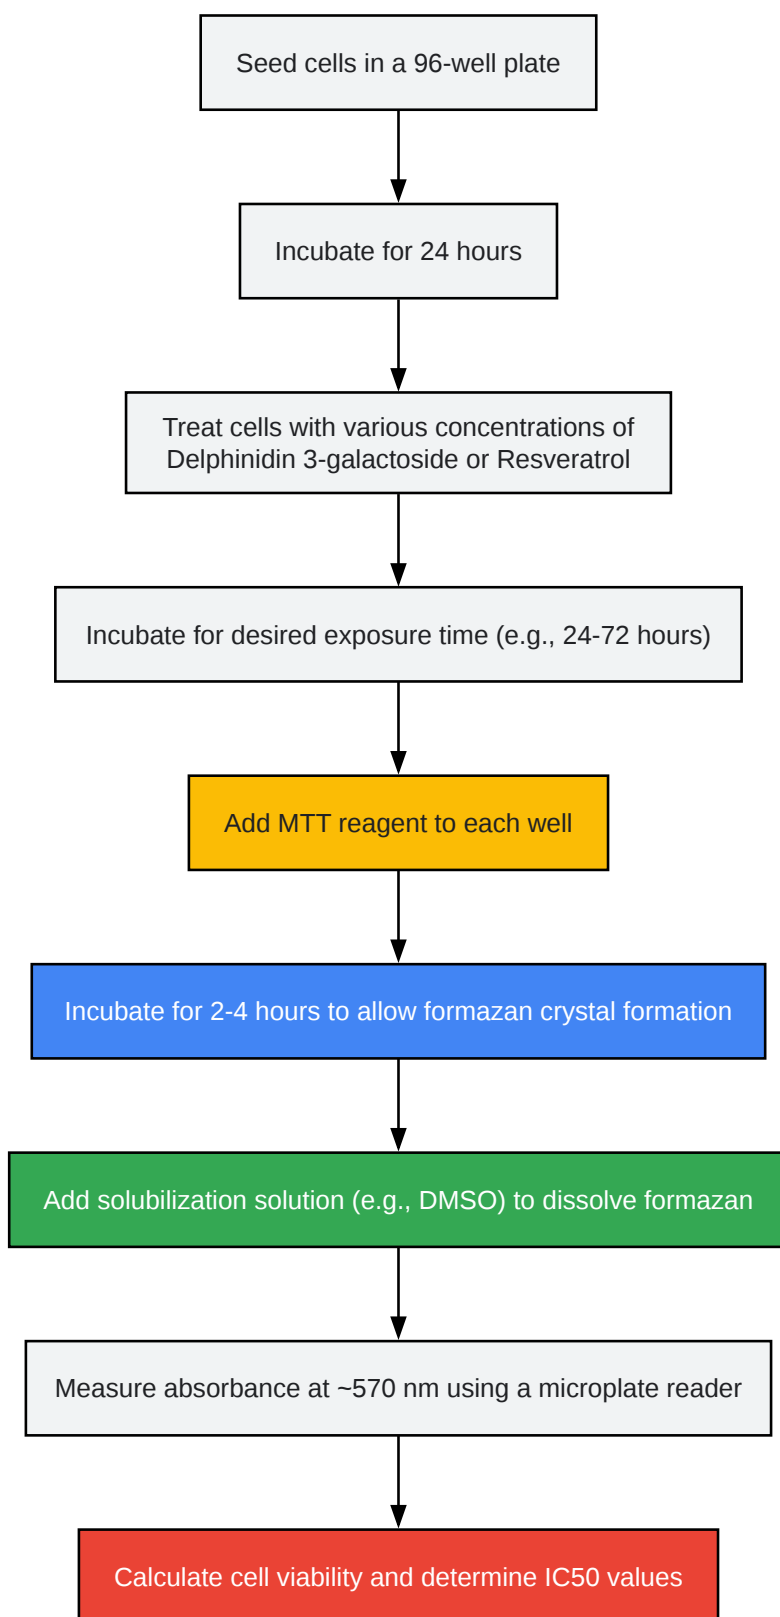 Seed cells in a 96-well plate
Incubate for 24 hours
Treat cells with various concentrations of
Delphinidin 3-galactoside or Resveratrol
Incubate for desired exposure time (e.g., 24-72 hours)
Add MTT reagent to each well
Incubate for 2-4 hours to allow formazan crystal formation
Add solubilization solution (e.g., DMSO) to dissolve formazan
Measure absorbance at ~570 nm using a microplate reader
Calculate cell viability and determine IC50 values